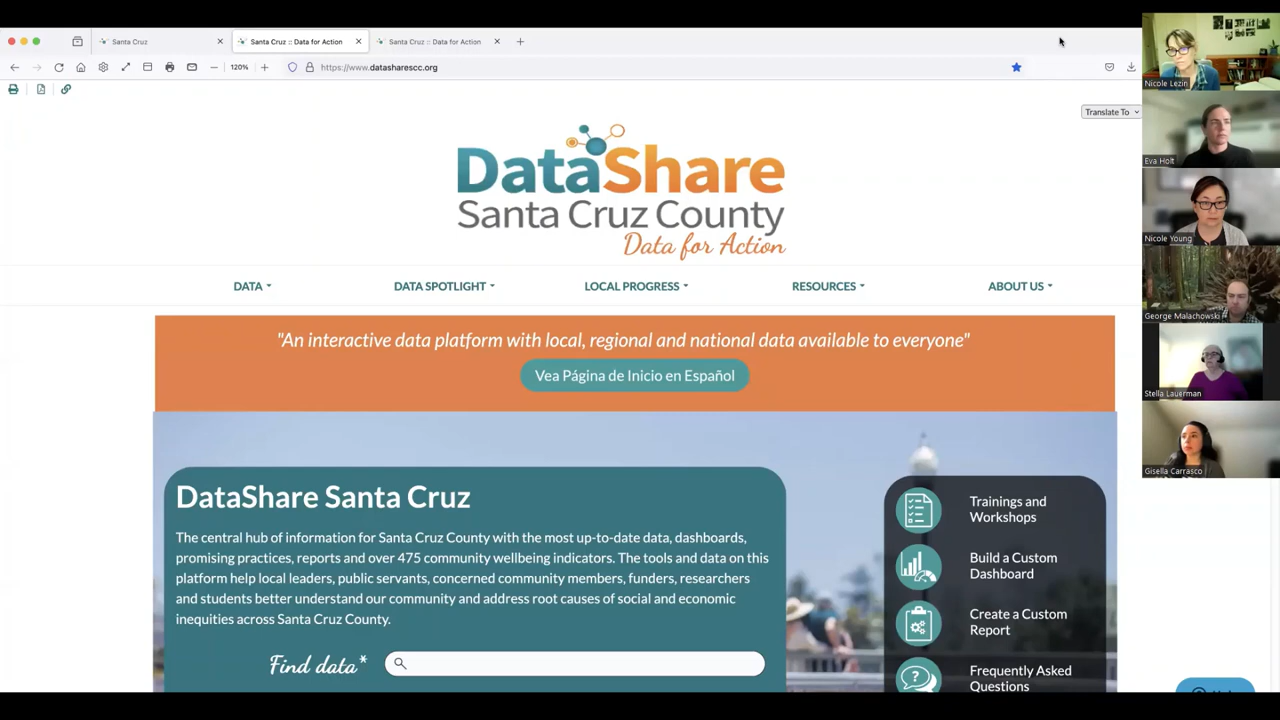 Santa Cruz
Santa Cruz :: Data for Action
Santa Cruz :: Data for Action
120%
https://www.datasharescc.org
Translate To
DataShare
Santa Cruz County
Data for Action
DATA
DATA SPOTLIGHT
LOCAL PROGRESS
RESOURCES
ABOUT US
"An interactive data platform with local, regional and national data available to everyone"
Vea Página de Inicio en Español
DataShare Santa Cruz
The central hub of information for Santa Cruz County with the most up-to-date data, dashboards,
promising practices, reports and over 475 community wellbeing indicators. The tools and data on this
platform help local leaders, public servants, concerned community members, funders, researchers
and students better understand our community and address root causes of social and economic
inequities across Santa Cruz County.
Find data*
Trainings and
Workshops
Build a Custom
Dashboard
Create a Custom
Report
Frequently Asked
Questions
Nicole Lezin
Eva Holt
Nicole Young
George Malachowski
Stella Lauerman
Gisella Carrasco